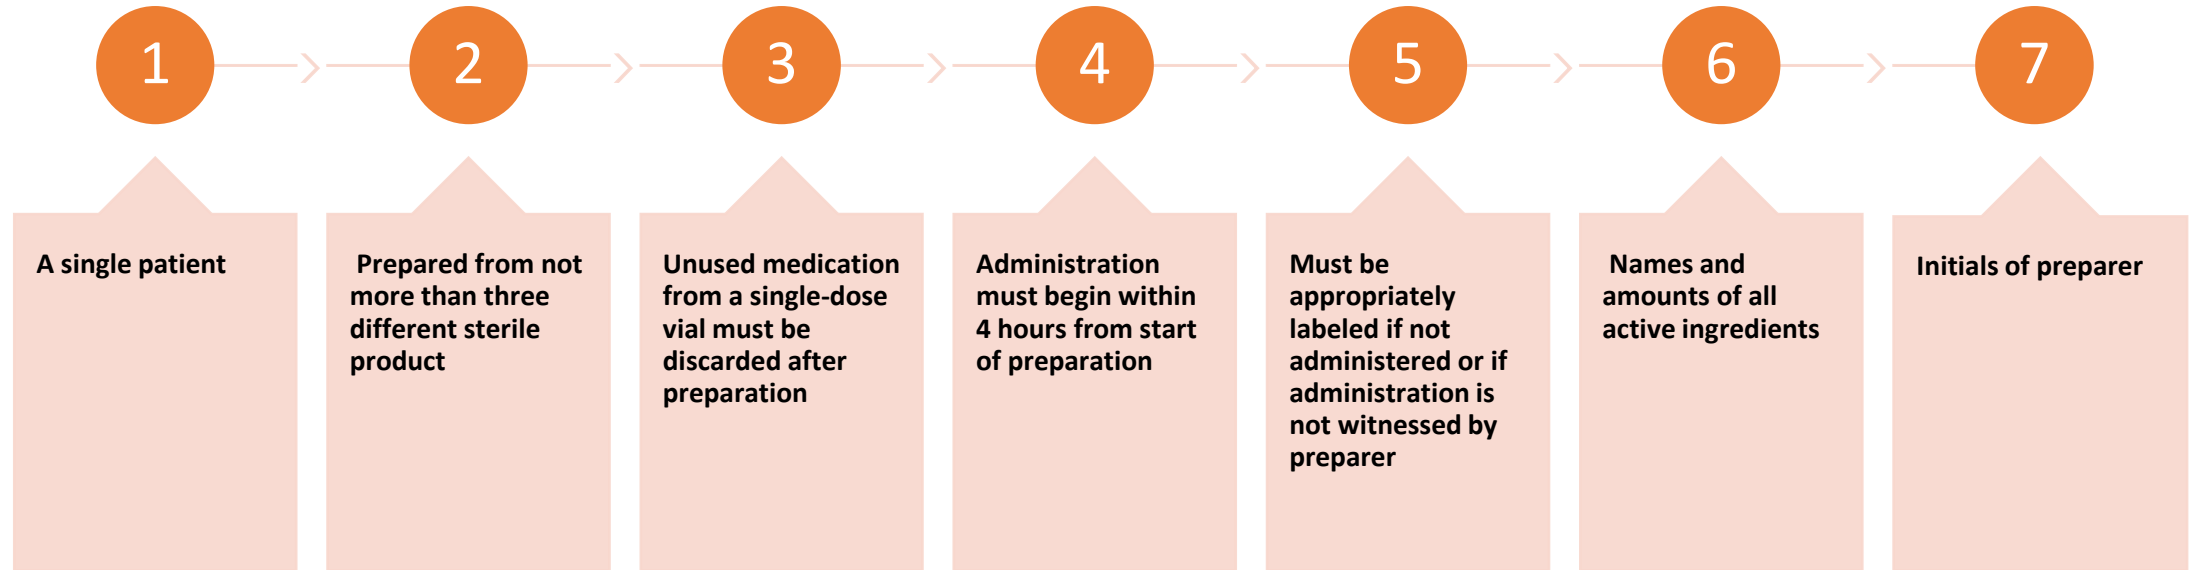 1
2
3
4
5
6
7
A single patient
Prepared from not
more than three
different sterile
product
Unused medication
from a single-dose
vial must be
discarded after
preparation
Administration
must begin within
4 hours from start
of preparation
Must be
appropriately
labeled if not
administered or if
administration is
not witnessed by
preparer
Names and
amounts of all
active ingredients
Initials of preparer